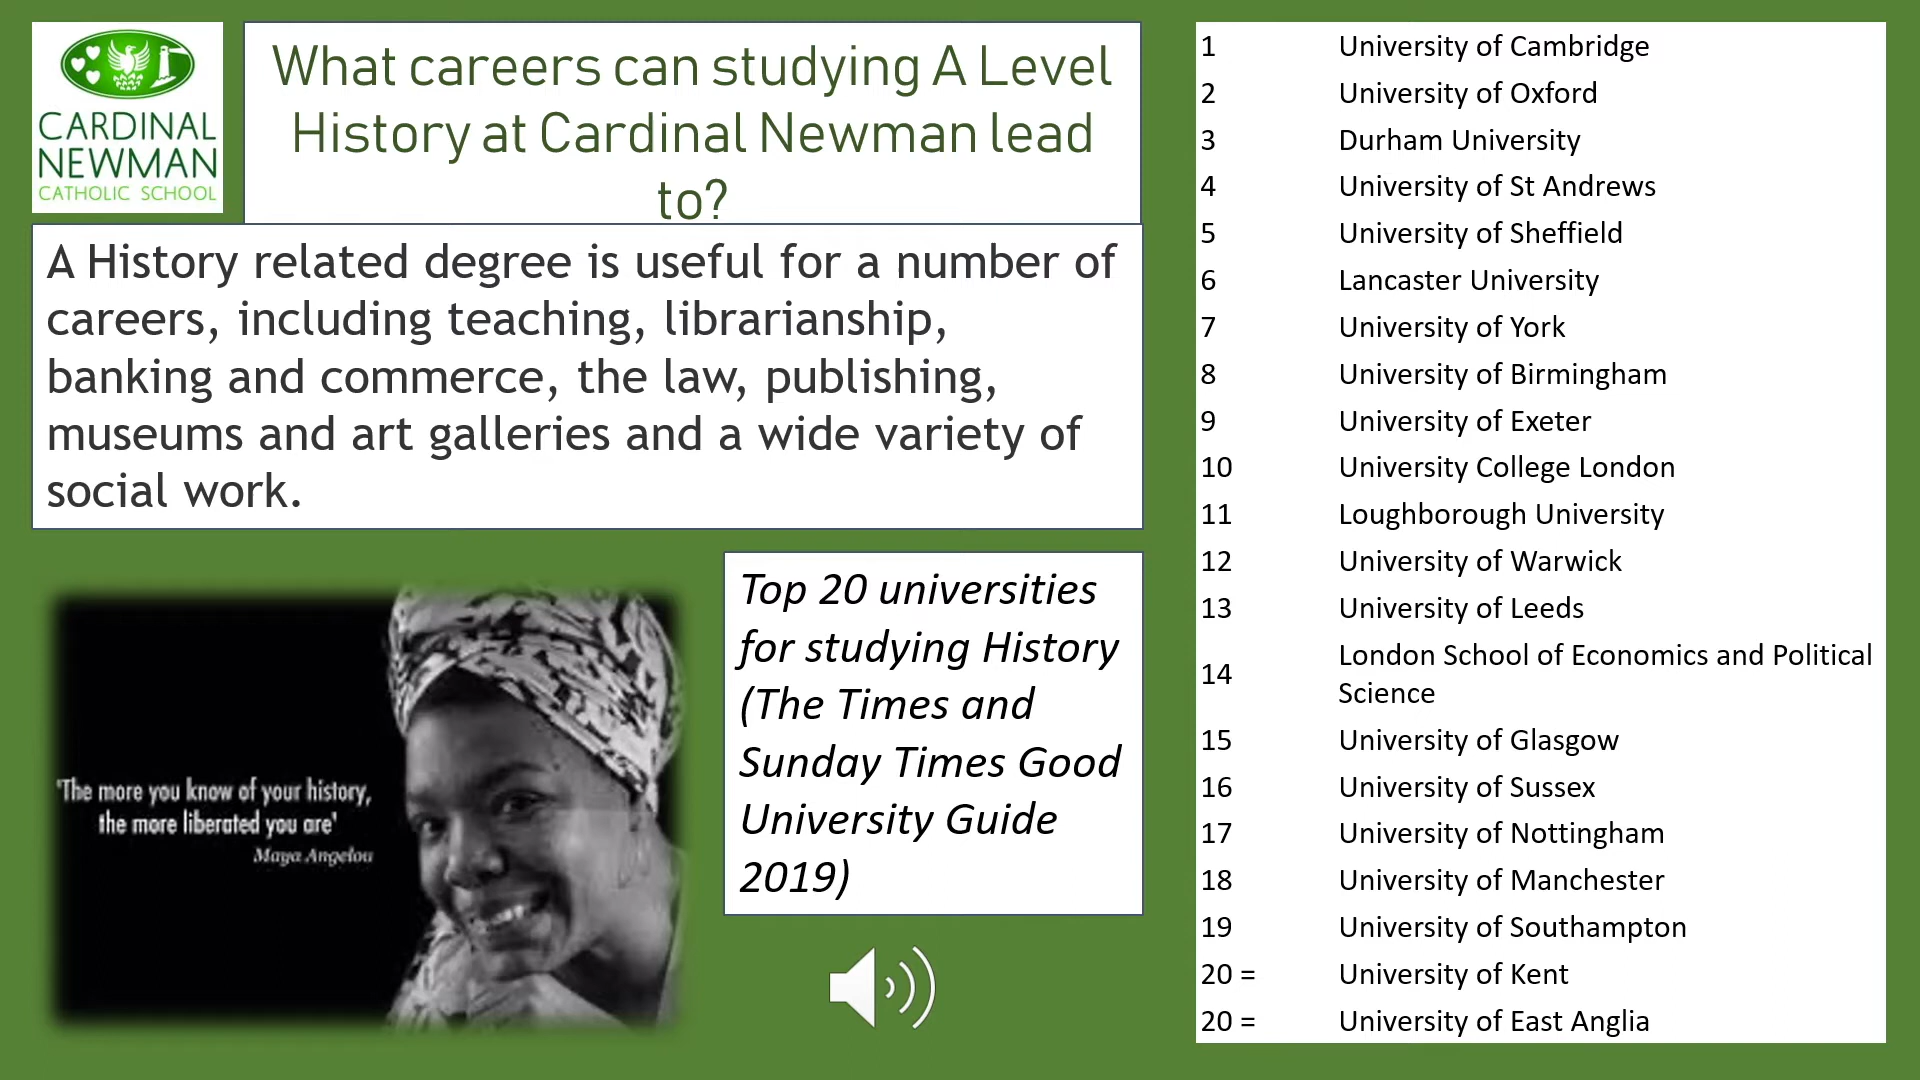 CARDINAL
NEWMAN
CATHOLIC SCHOOL
What careers can studying A Level
History at Cardinal Newman lead
to?
A History related degree is useful for a number of
careers, including teaching, librarianship,
banking and commerce, the law, publishing,
museums and art galleries and a wide variety of
social work.
'The more you know of your history,
the more liberated you are'
Maya Angelou
Top 20 universities
for studying History
(The Times and
Sunday Times Good
University Guide
2019)
1 University of Cambridge
2 University of Oxford
3 Durham University
4 University of St Andrews
5 University of Sheffield
6 Lancaster University
7 University of York
8 University of Birmingham
9 University of Exeter
10 University College London
11 Loughborough University
12 University of Warwick
13 University of Leeds
14 London School of Economics and Political
Science
15 University of Glasgow
16 University of Sussex
17 University of Nottingham
18 University of Manchester
19 University of Southampton
20 = University of Kent
20 = University of East Anglia